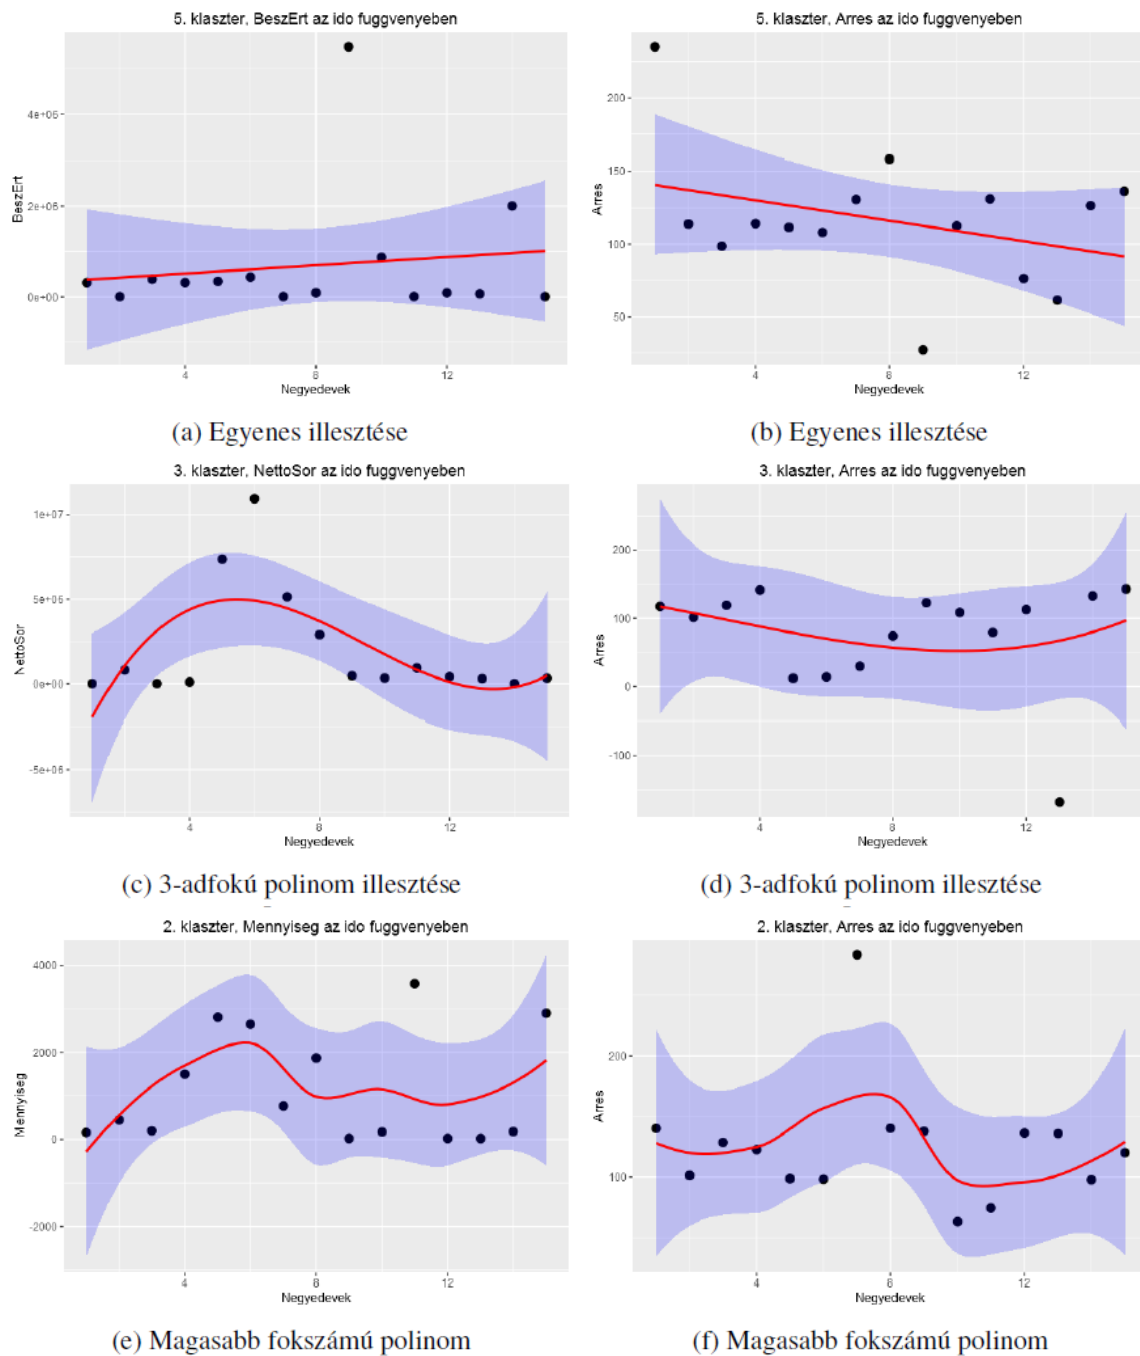 5. klaszter, BeszErt az ido fuggvenyeben
BeszErt
4e+06
2e+06
0e+00
4
8
12
Negyedevek
(a) Egyenes illesztése
5. klaszter, Arres az ido fuggvenyeben
Arres
200
150
100
50
4
8
12
Negyedevek
(b) Egyenes illesztése
3. klaszter, NettoSor az ido fuggvenyeben
NettoSor
1e+07
5e+06
0e+00
-5e+06
4
8
12
Negyedevek
(c) 3-adfokú polinom illesztése
3. klaszter, Arres az ido fuggvenyeben
Arres
200
100
0
-100
4
8
12
Negyedevek
(d) 3-adfokú polinom illesztése
2. klaszter, Mennyiseg az ido fuggvenyeben
Mennyiseg
4000
2000
0
-2000
4
8
12
Negyedevek
(e) Magasabb fokszámú polinom
2. klaszter, Arres az ido fuggvenyeben
Arres
200
100
4
8
12
Negyedevek
(f) Magasabb fokszámú polinom